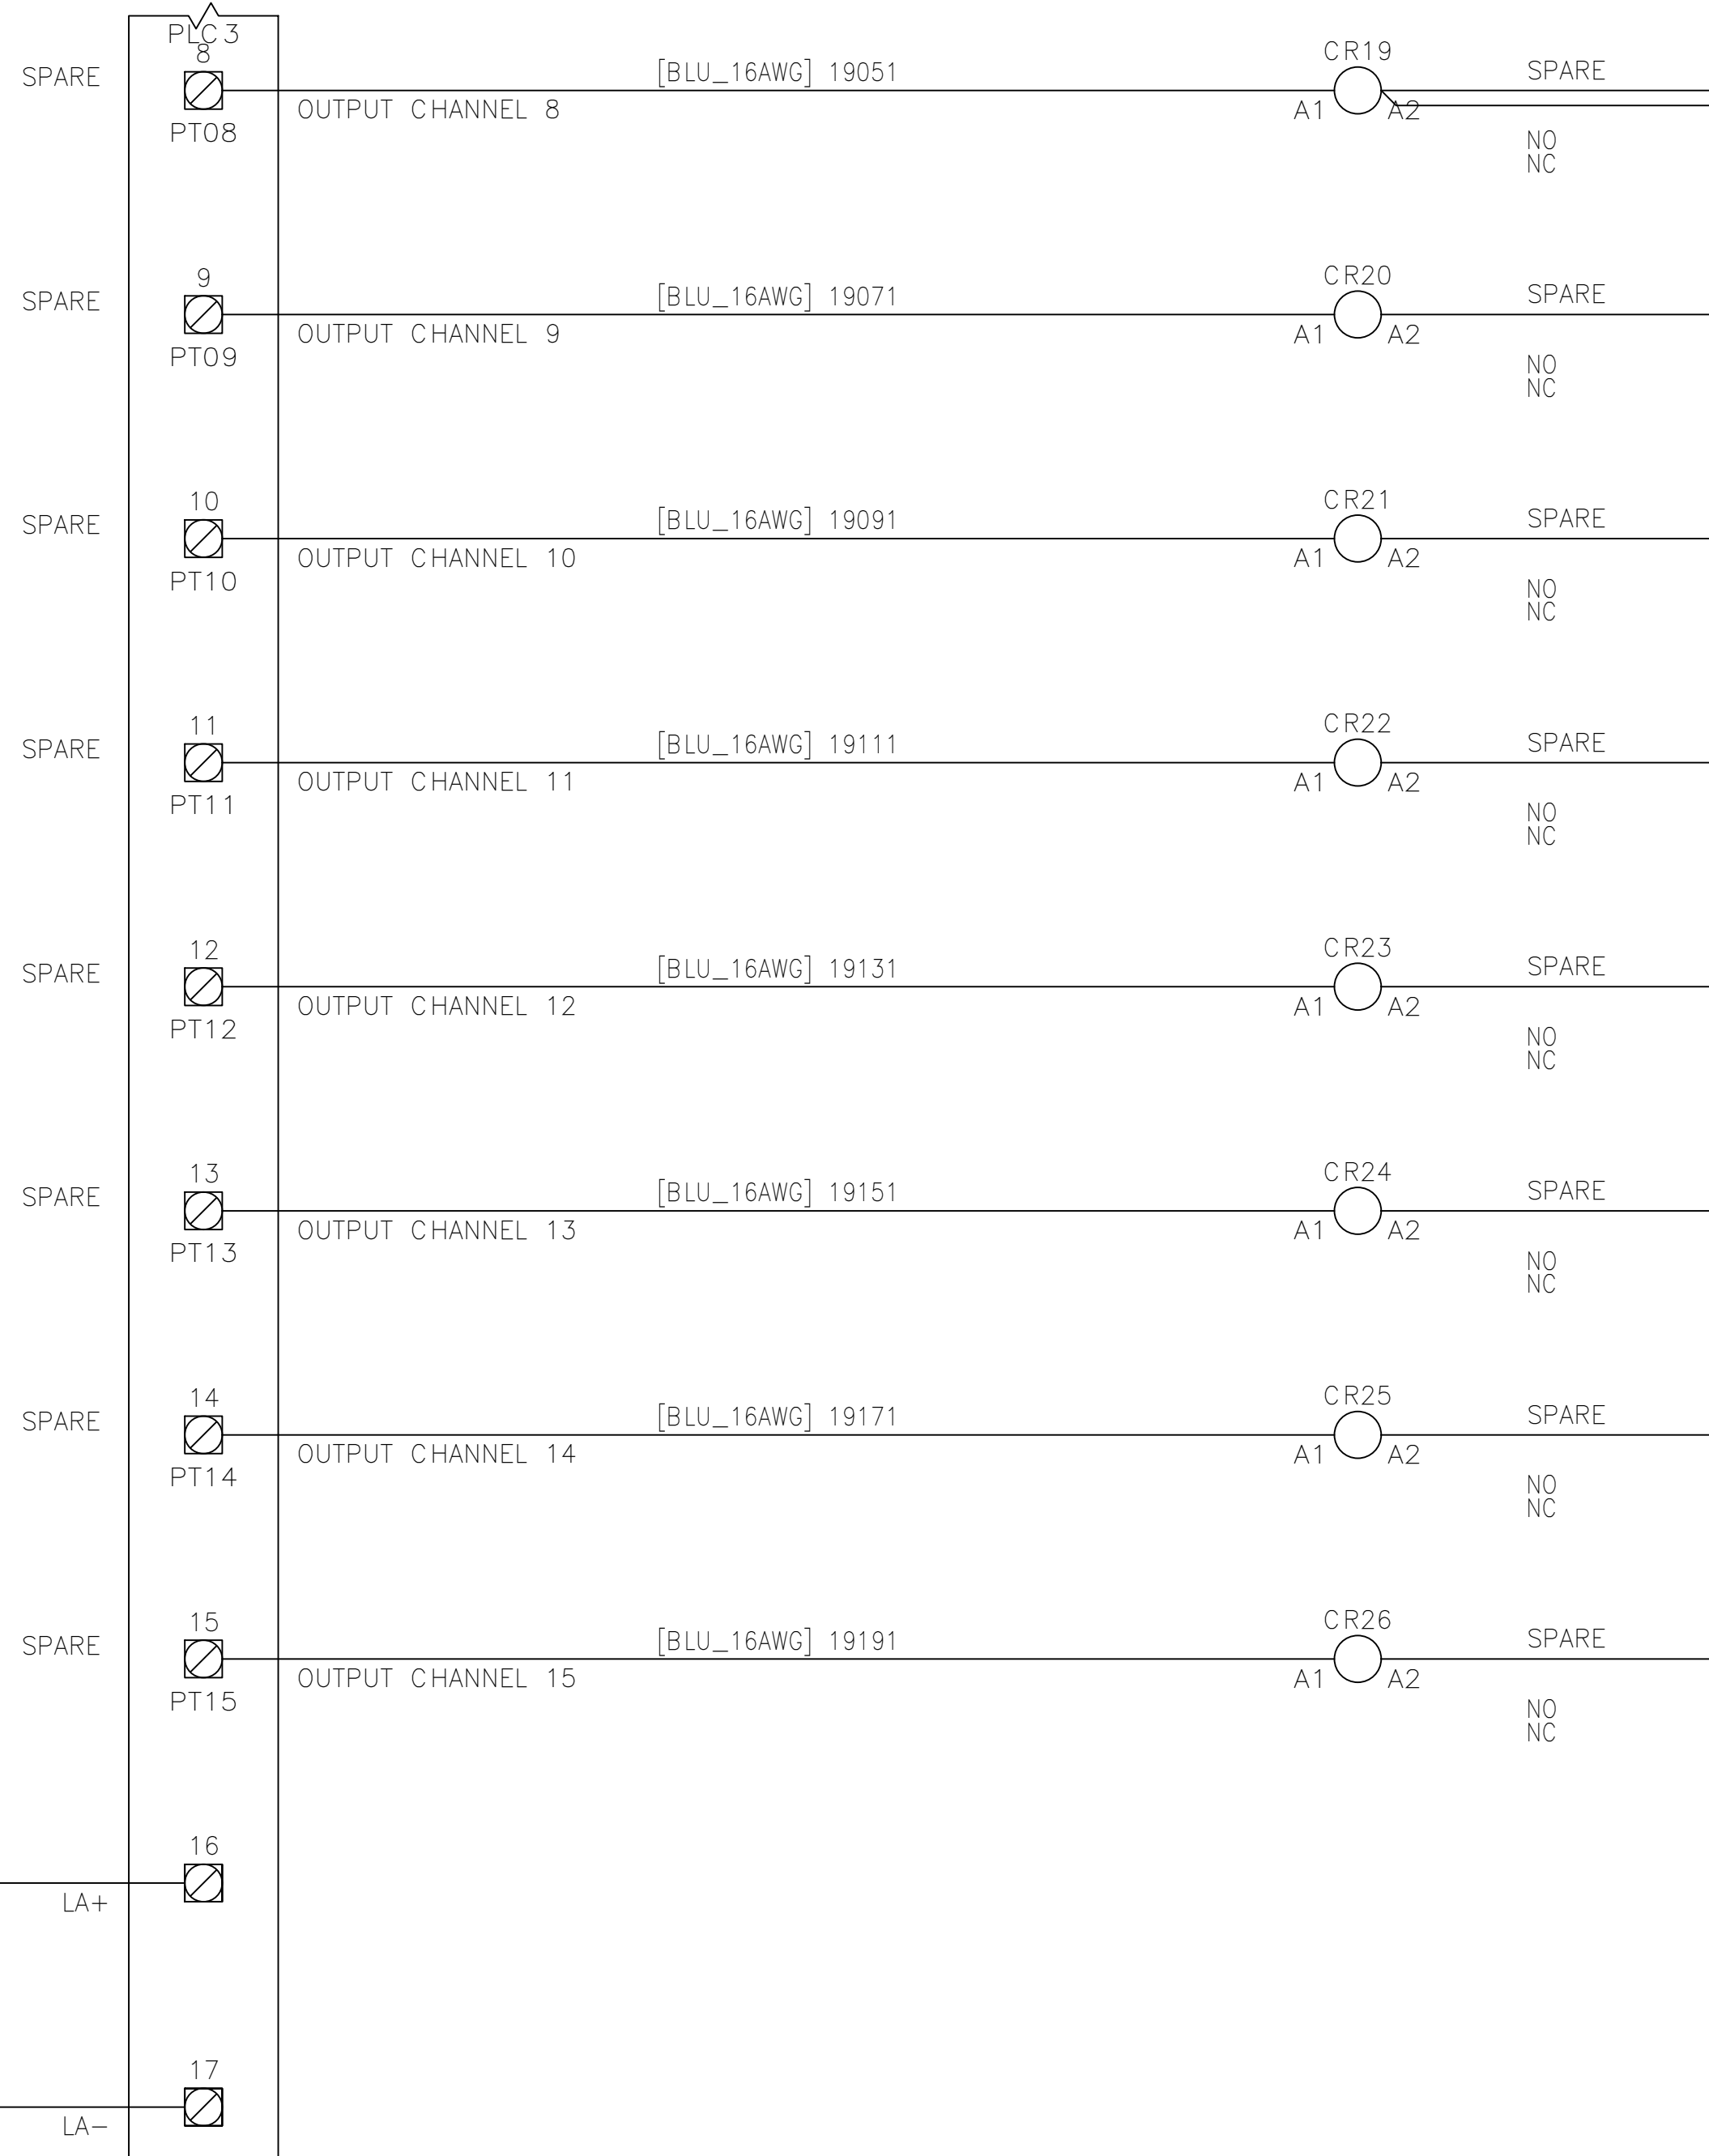 PLC3
8
SPARE
[BLU_16AWG] 19051
CR19
SPARE
OUTPUT CHANNEL 8
A1
A2
PT08
NO
NC
9
SPARE
[BLU_16AWG] 19071
CR20
SPARE
OUTPUT CHANNEL 9
A1
A2
PT09
NO
NC
10
SPARE
[BLU_16AWG] 19091
CR21
SPARE
OUTPUT CHANNEL 10
A1
A2
PT10
NO
NC
11
SPARE
[BLU_16AWG] 19111
CR22
SPARE
OUTPUT CHANNEL 11
A1
A2
PT11
NO
NC
12
SPARE
[BLU_16AWG] 19131
CR23
SPARE
OUTPUT CHANNEL 12
A1
A2
PT12
NO
NC
13
SPARE
[BLU_16AWG] 19151
CR24
SPARE
OUTPUT CHANNEL 13
A1
A2
PT13
NO
NC
14
SPARE
[BLU_16AWG] 19171
CR25
SPARE
OUTPUT CHANNEL 14
A1
A2
PT14
NO
NC
15
SPARE
[BLU_16AWG] 19191
CR26
SPARE
OUTPUT CHANNEL 15
A1
A2
PT15
NO
NC
16
LA+
17
LA-